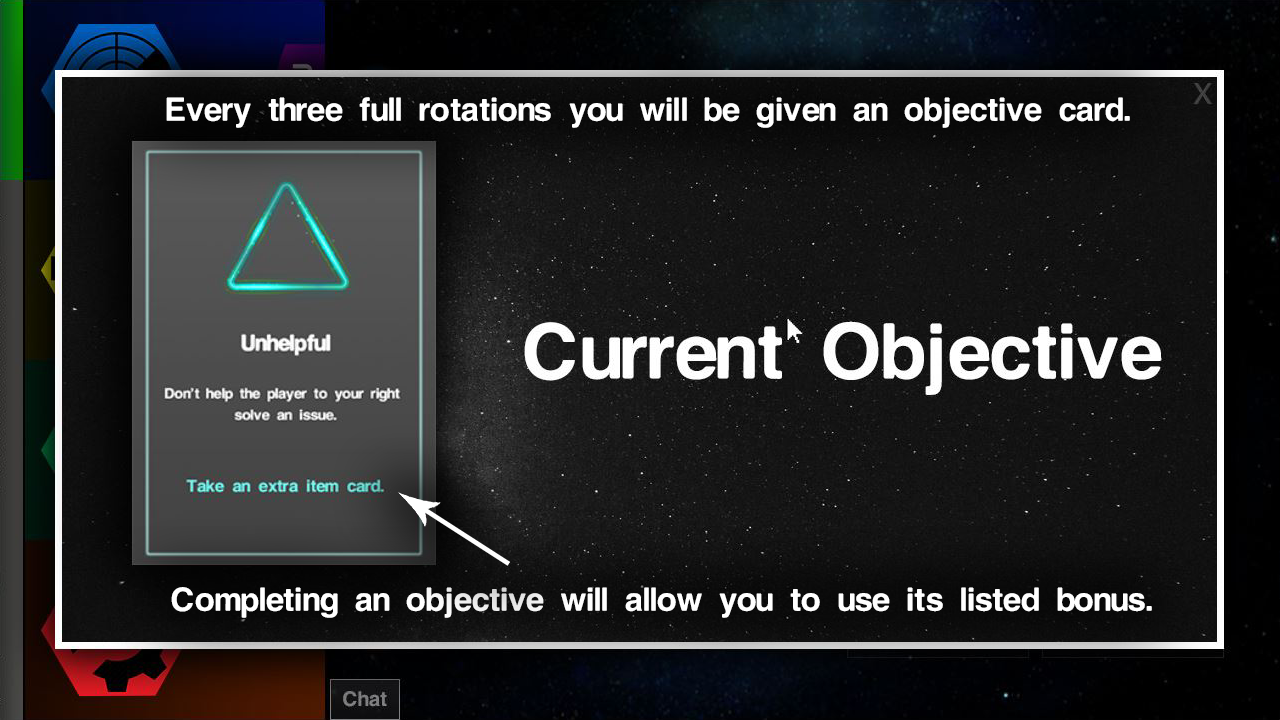 Every three full rotations you will be given an objective card.
X
Unhelpful
Don't help the player to your right
solve an issue.
Take an extra item card.
Current Objective
Completing an objective will allow you to use its listed bonus.
Chat